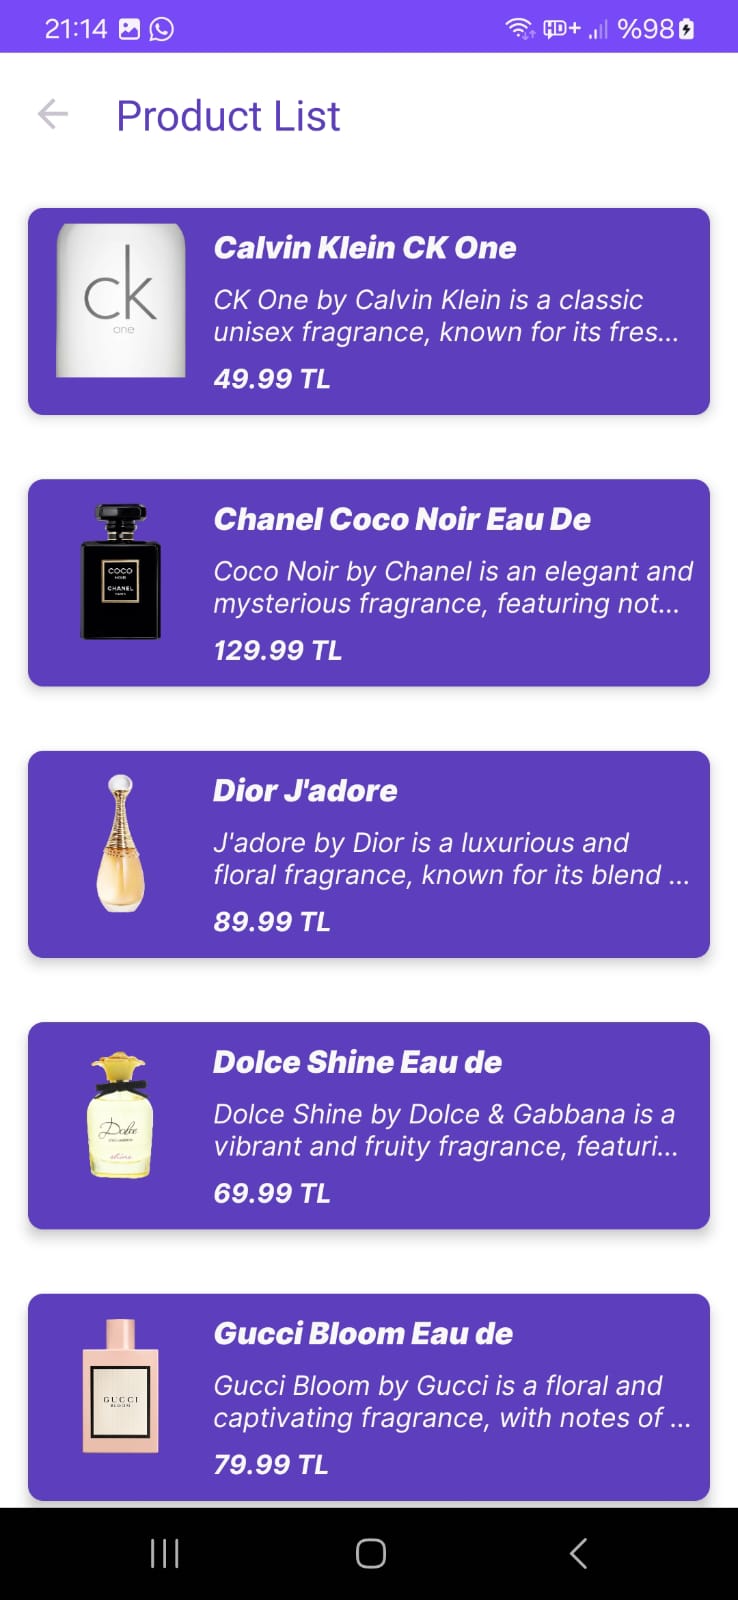 21:14 HD+ %98
Product List
ck
one
Calvin Klein CK One
CK One by Calvin Klein is a classic
unisex fragrance, known for its fres...
49.99 TL
COCO
NOIR
CHANEL
PARIS
Chanel Coco Noir Eau De
Coco Noir by Chanel is an elegant and
mysterious fragrance, featuring not...
129.99 TL
Dior J'adore
J'adore by Dior is a luxurious and
floral fragrance, known for its blend ...
89.99 TL
Dolce
shine
Dolce Shine Eau de
Dolce Shine by Dolce & Gabbana is a
vibrant and fruity fragrance, featuri...
69.99 TL
GUCCI
BLOOM
Gucci Bloom Eau de
Gucci Bloom by Gucci is a floral and
captivating fragrance, with notes of ...
79.99 TL